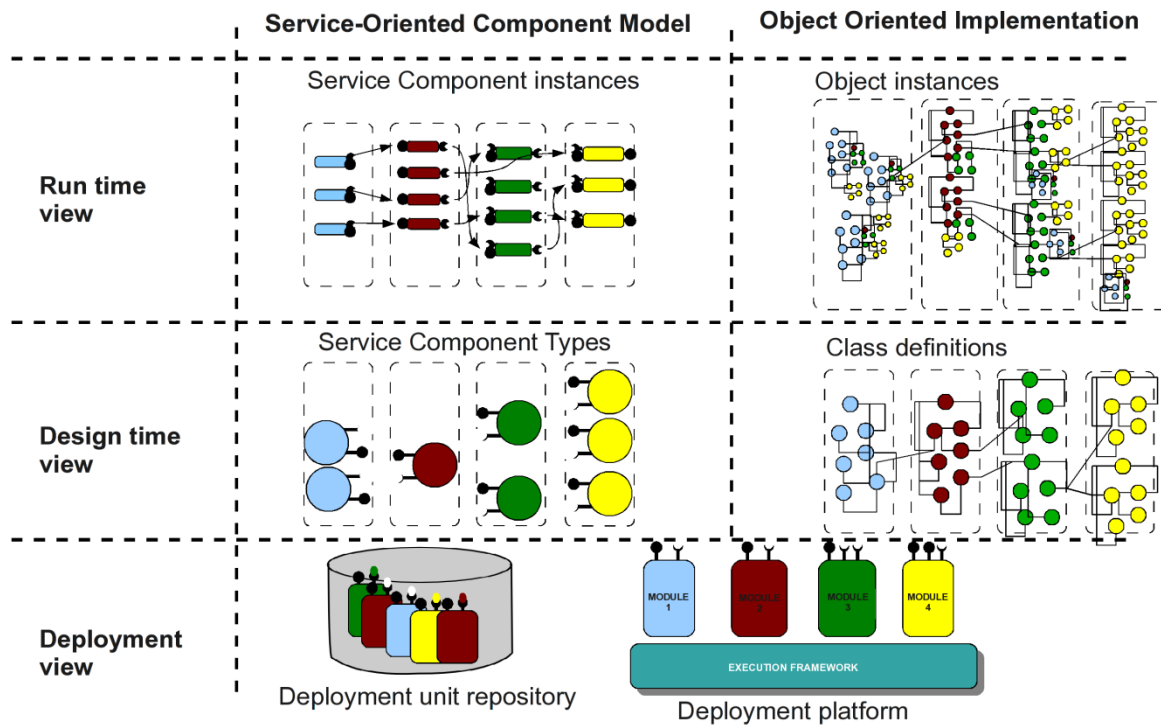 Service-Oriented Component Model
Object Oriented Implementation
Run time
view
Service Component instances
Object instances
Design time
view
Service Component Types
Class definitions
Deployment
view
MODULE
1
MODULE
2
MODULE
3
MODULE
4
EXECUTION FRAMEWORK
Deployment unit repository
Deployment platform